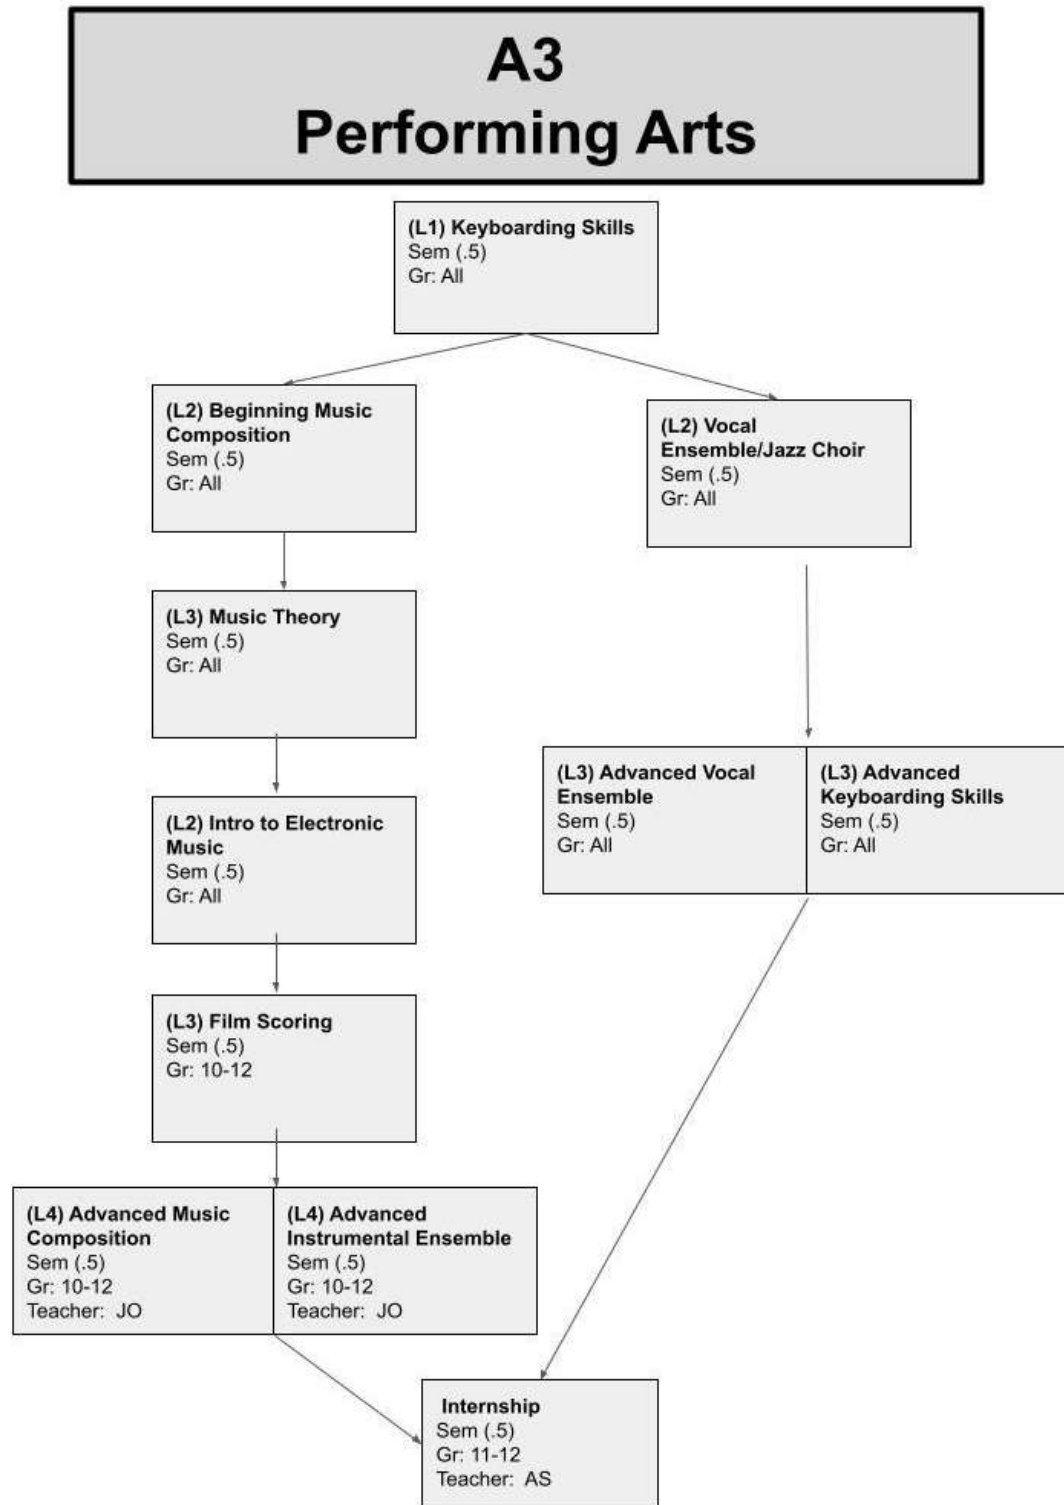 A3
Performing Arts
(L1) Keyboarding Skills
Sem (.5)
Gr: All
(L2) Beginning Music
Composition
Sem (.5)
Gr: All
(L2) Vocal
Ensemble/Jazz Choir
Sem (.5)
Gr: All
(L3) Music Theory
Sem (.5)
Gr: All
(L3) Advanced Vocal
Ensemble
Sem (.5)
Gr: All
(L3) Advanced
Keyboarding Skills
Sem (.5)
Gr: All
(L2) Intro to Electronic
Music
Sem (.5)
Gr: All
(L3) Film Scoring
Sem (.5)
Gr: 10-12
(L4) Advanced Music
Composition
Sem (.5)
Gr: 10-12
Teacher: JO
(L4) Advanced
Instrumental Ensemble
Sem (.5)
Gr: 10-12
Teacher: JO
Internship
Sem (.5)
Gr: 11-12
Teacher: AS